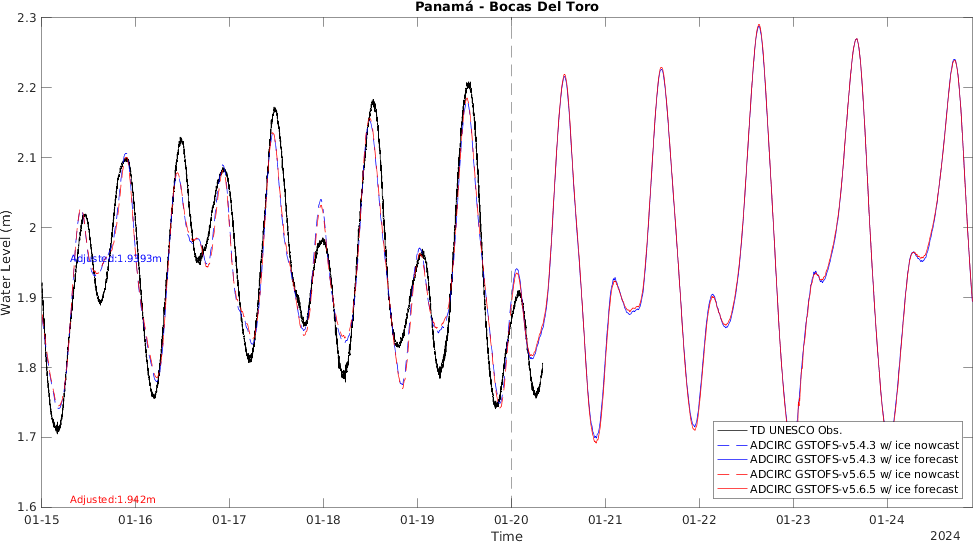 Panamá - Bocas Del Toro
2.3
2.2
2.1
2
1.9
1.8
1.7
1.6
Water Level (m)
Adjusted:1.9393m
Adjusted:1.942m
TD UNESCO Obs.
ADCIRC GSTOFS-v5.4.3 w/ ice nowcast
ADCIRC GSTOFS-v5.4.3 w/ ice forecast
ADCIRC GSTOFS-v5.6.5 w/ ice nowcast
ADCIRC GSTOFS-v5.6.5 w/ ice forecast
01-15 01-16 01-17 01-18 01-19 01-20 01-21 01-22 01-23 01-24
Time
2024